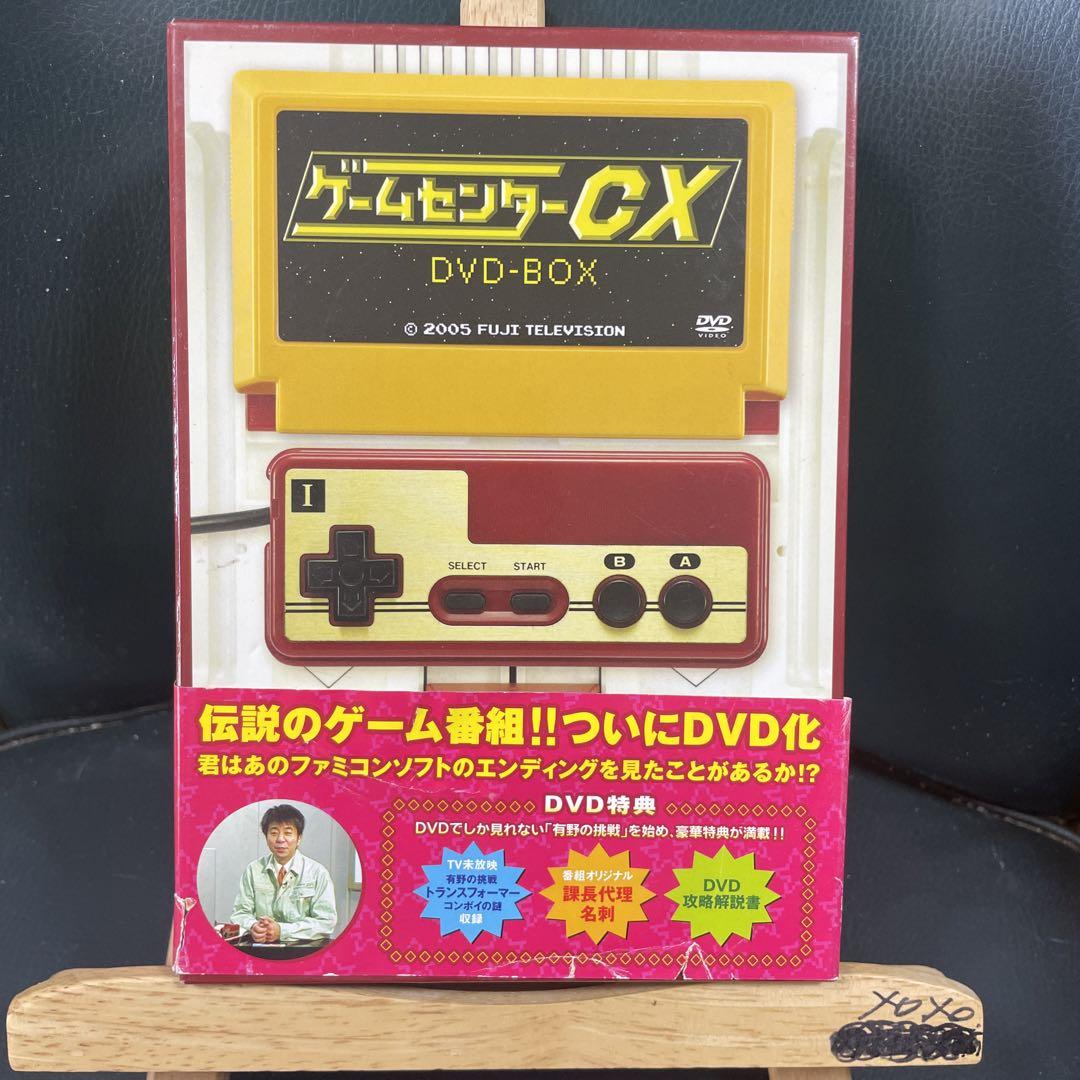 ゲームセンターCX
DVD-BOX
© 2005 FUJI TELEVISION
DVD
VIDEO
I
SELECT START
B A
伝説のゲーム番組!!ついにDVD化
君はあのファミコンソフトのエンディングを見たことがあるか!?
DVD特典
DVDでしか見れない「有野の挑戦」を始め、豪華特典が満載!!
TV未放映
有野の挑戦
トランスフォーマー
コンボイの謎
収録
番組オリジナル
課長代理
名刺
DVD
攻略解説書
XOXO